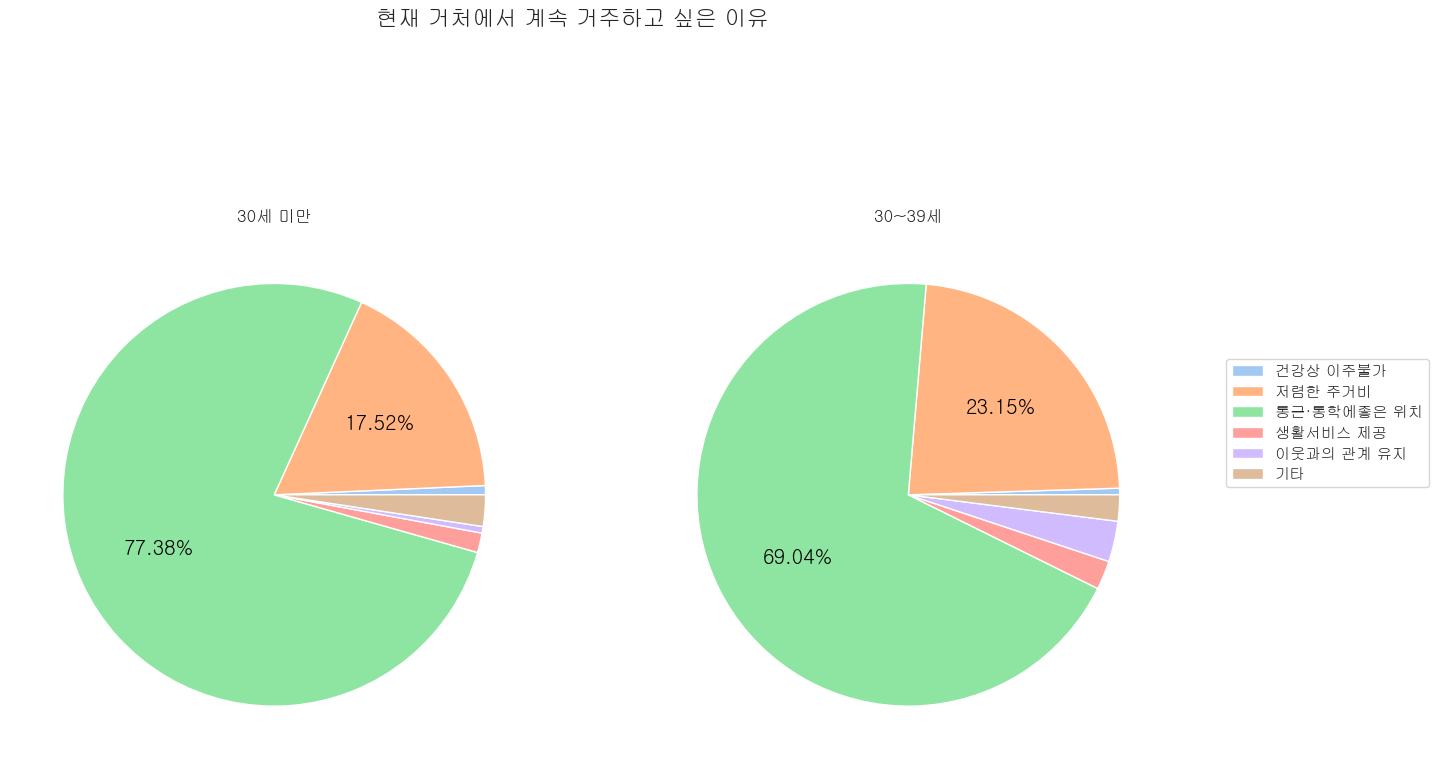 현재 거처에서 계속 거주하고 싶은 이유
30세 미만
17.52%
77.38%
30~39세
23.15%
69.04%
건강상 이주불가
저렴한 주거비
통근·통학에좋은 위치
생활서비스 제공
이웃과의 관계 유지
기타